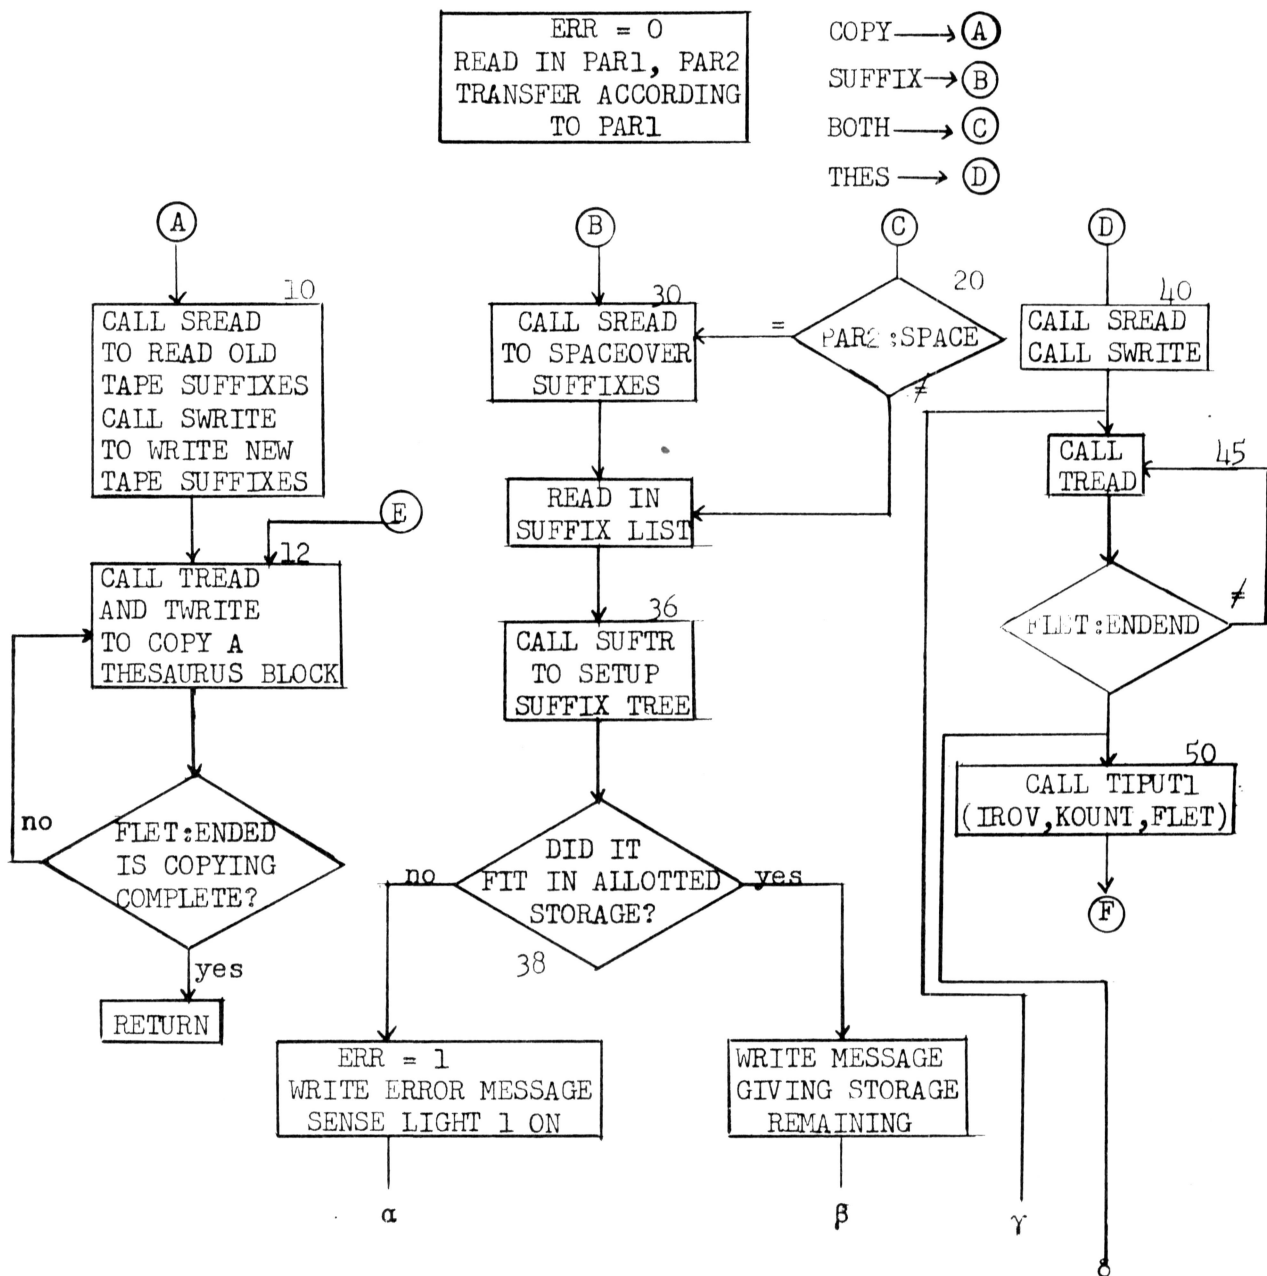 ERR = 0
READ IN PAR1, PAR2
TRANSFER ACCORDING
TO PAR1
COPY → A
SUFFIX → B
BOTH → C
THES → D
A
10
CALL SREAD
TO READ OLD
TAPE SUFFIXES
CALL SWRITE
TO WRITE NEW
TAPE SUFFIXES
E
12
CALL TREAD
AND TWRITE
TO COPY A
THESAURUS BLOCK
no
FLET:ENDED
IS COPYING
COMPLETE?
yes
RETURN
B
30
CALL SREAD
TO SPACEOVER
SUFFIXES
READ IN
SUFFIX LIST
36
CALL SUFTR
TO SETUP
SUFFIX TREE
DID IT
FIT IN ALLOTTED
STORAGE?
no
yes
38
ERR = 1
WRITE ERROR MESSAGE
SENSE LIGHT 1 ON
α
WRITE MESSAGE
GIVING STORAGE
REMAINING
β
C
20
PAR2:SPACE
=
≠
D
40
CALL SREAD
CALL SWRITE
45
CALL
TREAD
FLET:ENDEND
≠
50
CALL TIPUT1
(IROV,KOUNT,FLET)
F
γ
δ